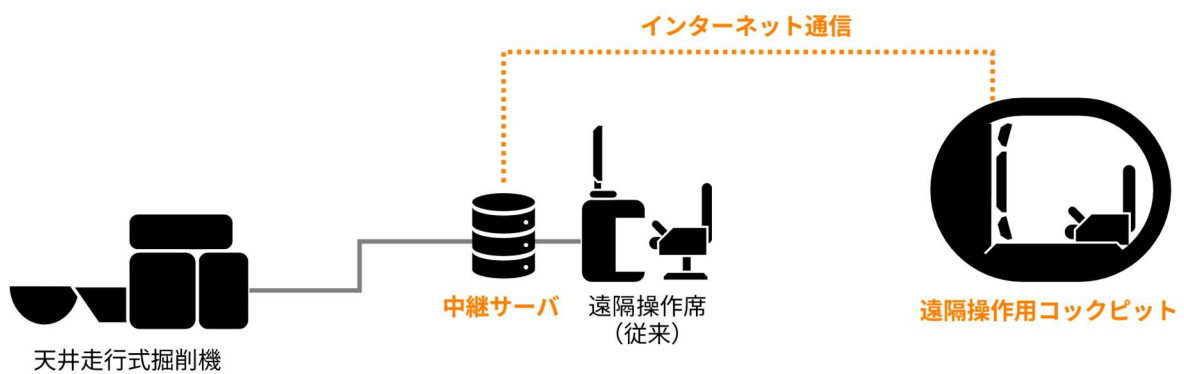 インターネット通信
中継サーバ
遠隔操作席
（従来）
遠隔操作用コックピット
天井走行式掘削機